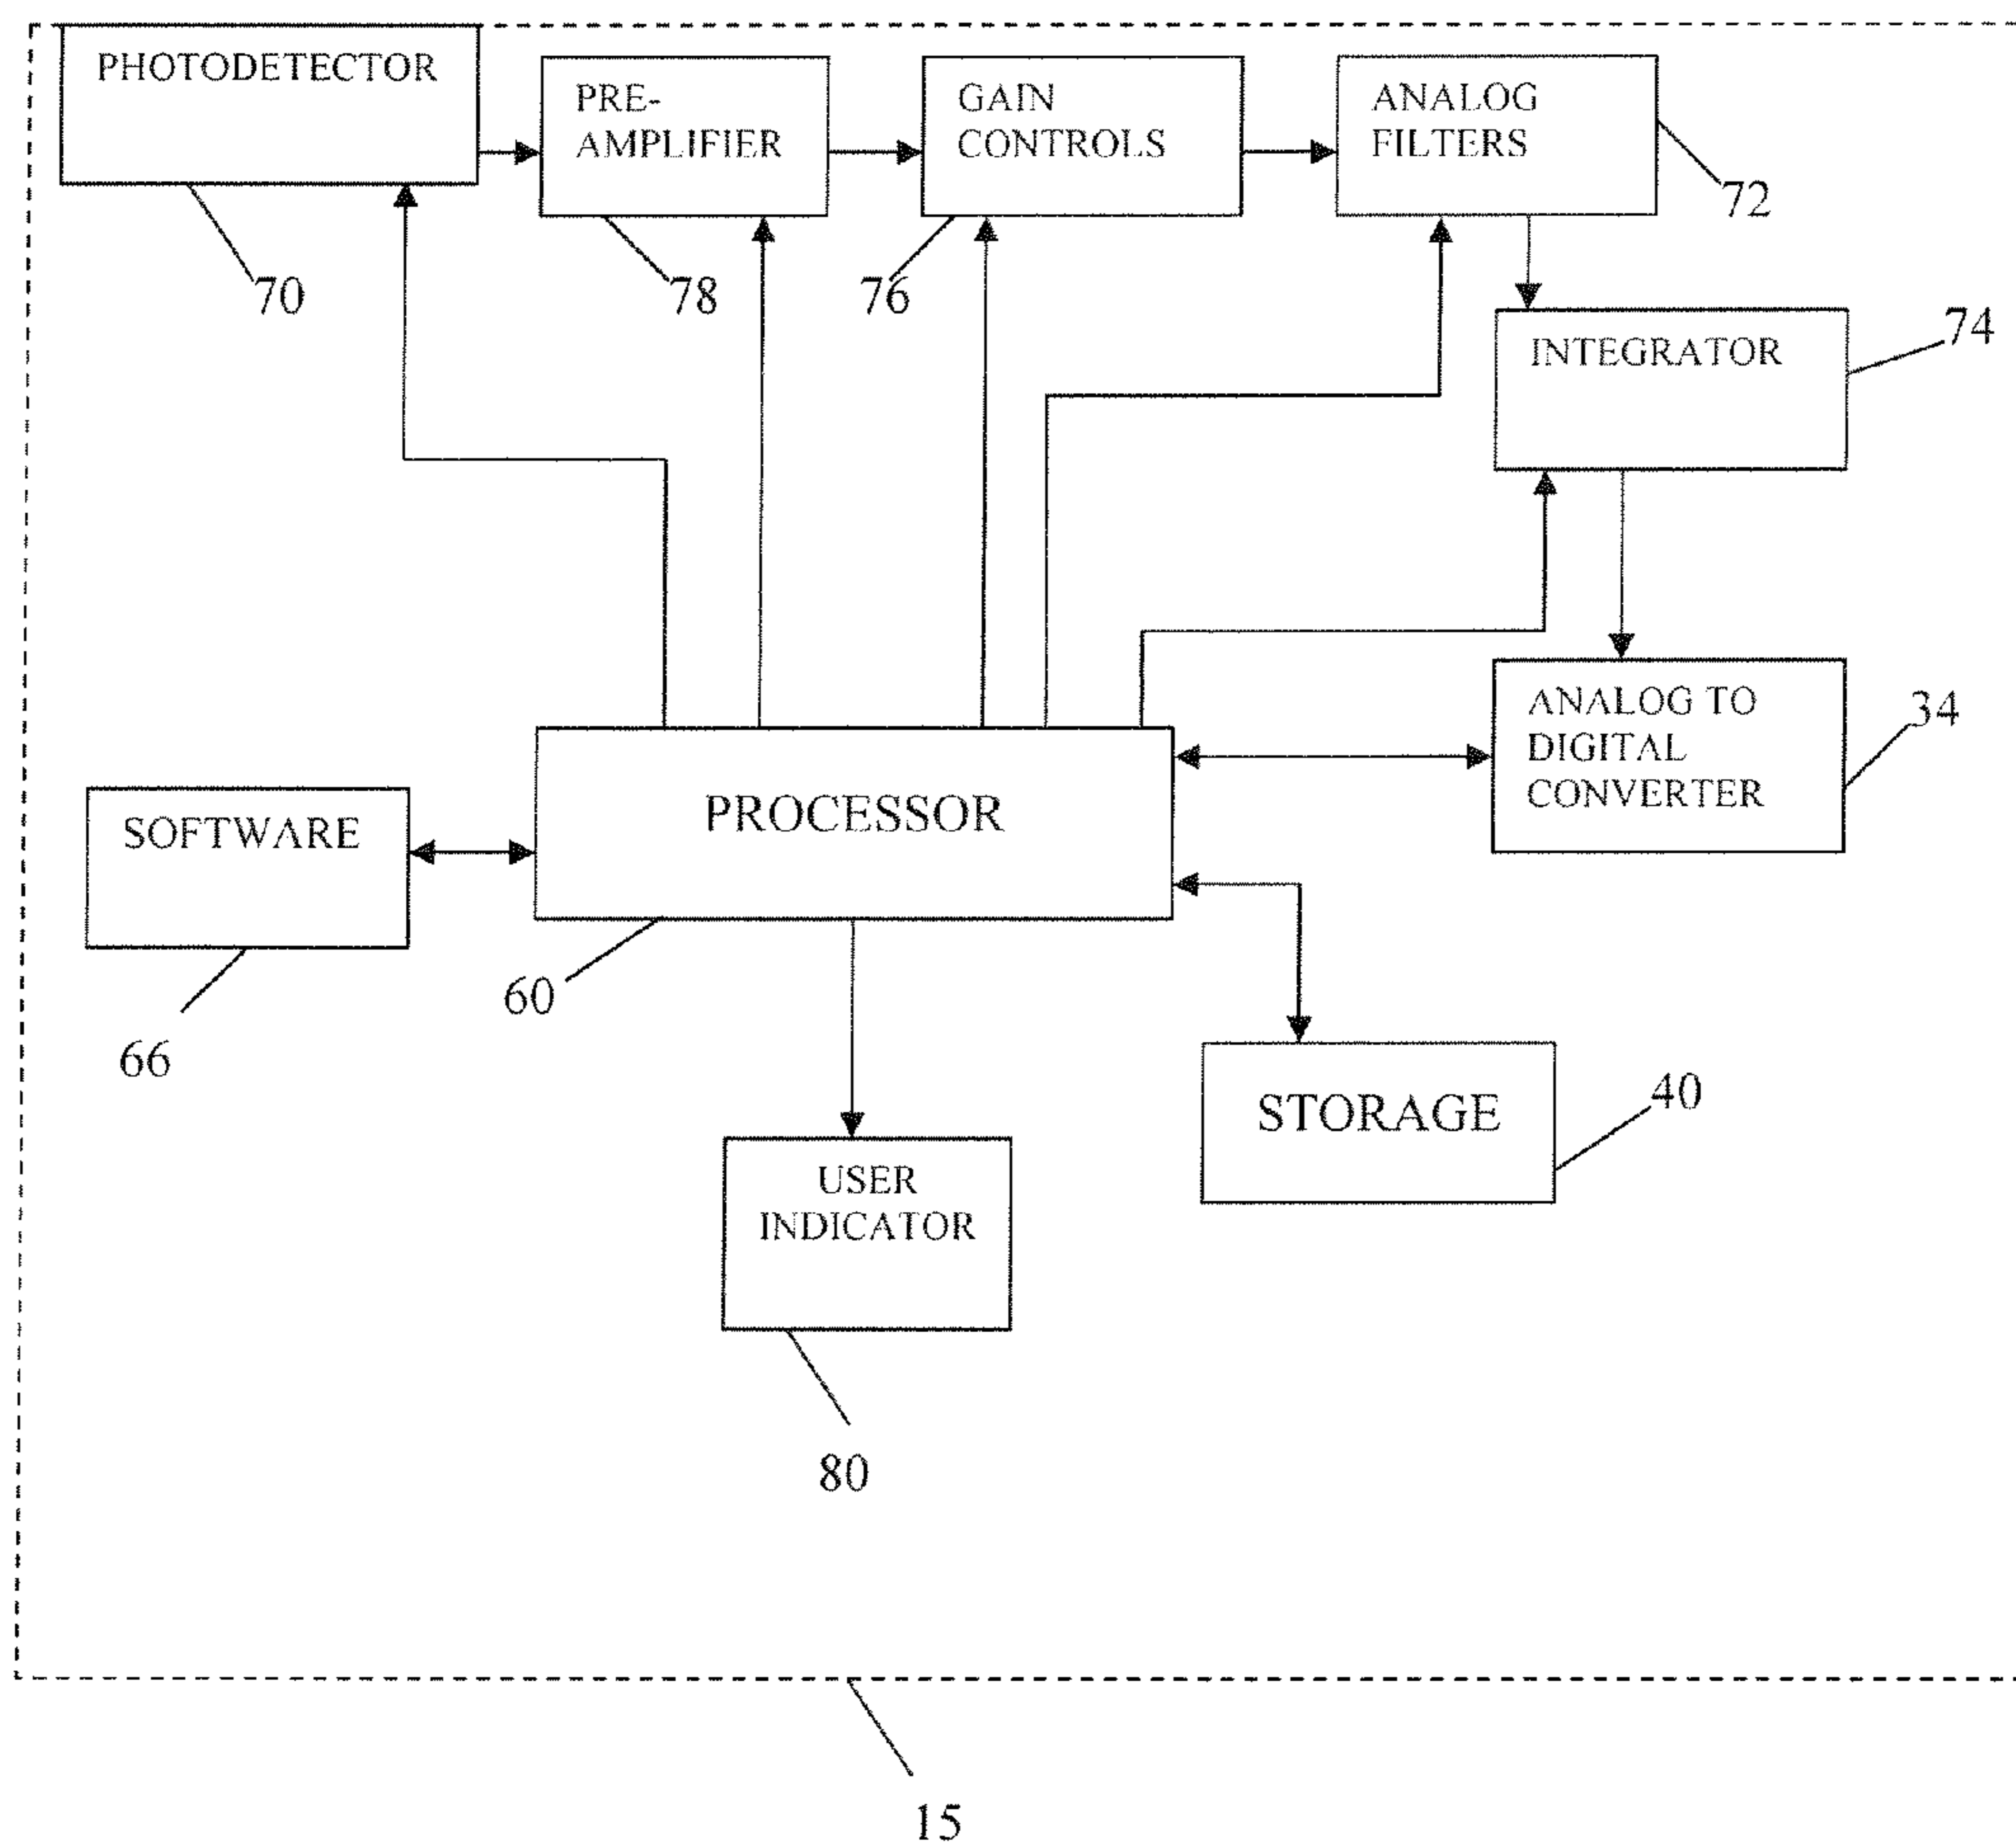 PHOTODETECTOR
PRE-
AMPLIFIER
GAIN
CONTROLS
ANALOG
FILTERS
72
70
78
76
INTEGRATOR
74
ANALOG TO
DIGITAL
CONVERTER
34
PROCESSOR
SOFTWARE
60
66
STORAGE
40
USER
INDICATOR
80
15